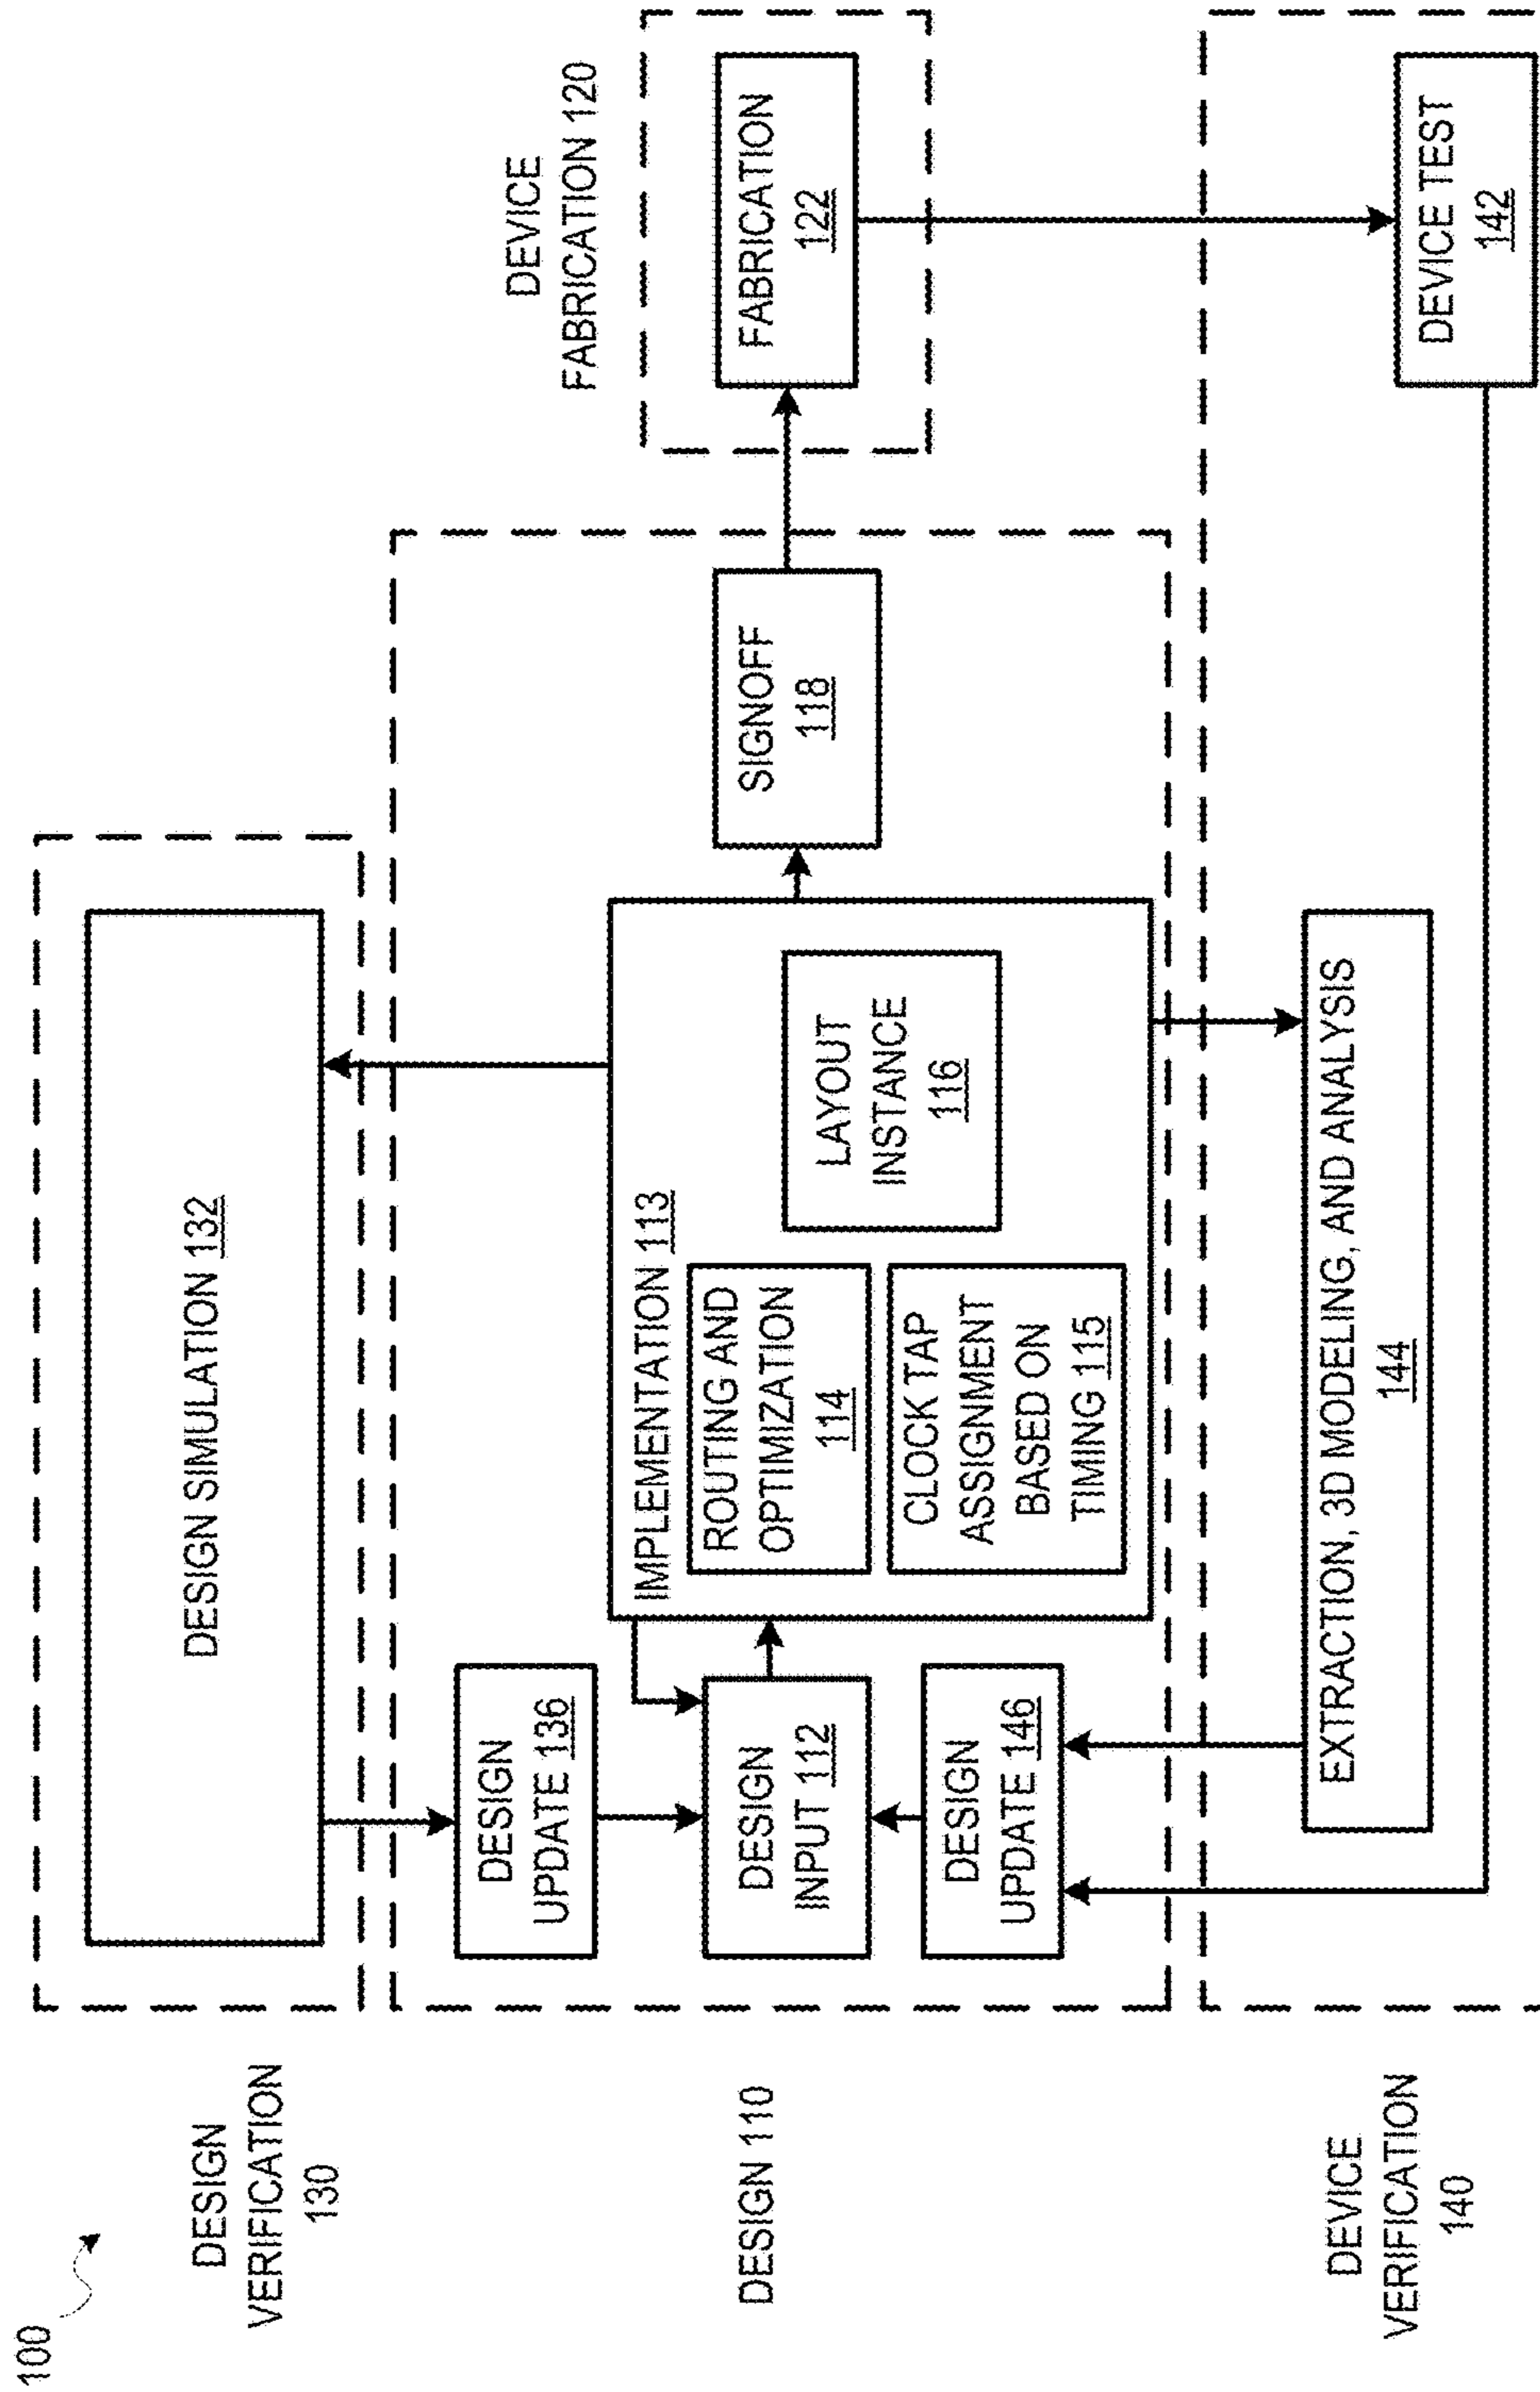 100
DESIGN
VERIFICATION
130
DESIGN SIMULATION 132
DESIGN 110
DESIGN
UPDATE 136
DESIGN
INPUT 112
DESIGN
UPDATE 146
IMPLEMENTATION 113
ROUTING AND
OPTIMIZATION
114
CLOCK TAP
ASSIGNMENT
BASED ON
TIMING 115
LAYOUT
INSTANCE
116
SIGNOFF
118
DEVICE
FABRICATION 120
FABRICATION
122
DEVICE
VERIFICATION
140
EXTRACTION, 3D MODELING, AND ANALYSIS
144
DEVICE TEST
142